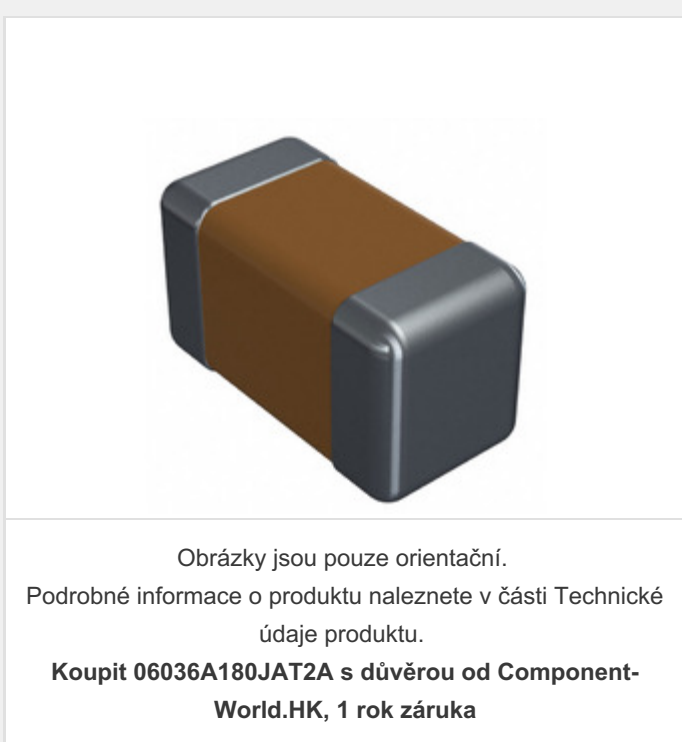 Obrázky jsou pouze orientační.
Podrobné informace o produktu naleznete v části Technické
údaje produktu.
Koupit 06036A180JAT2A s důvěrou od Component-
World.HK, 1 rok záruka